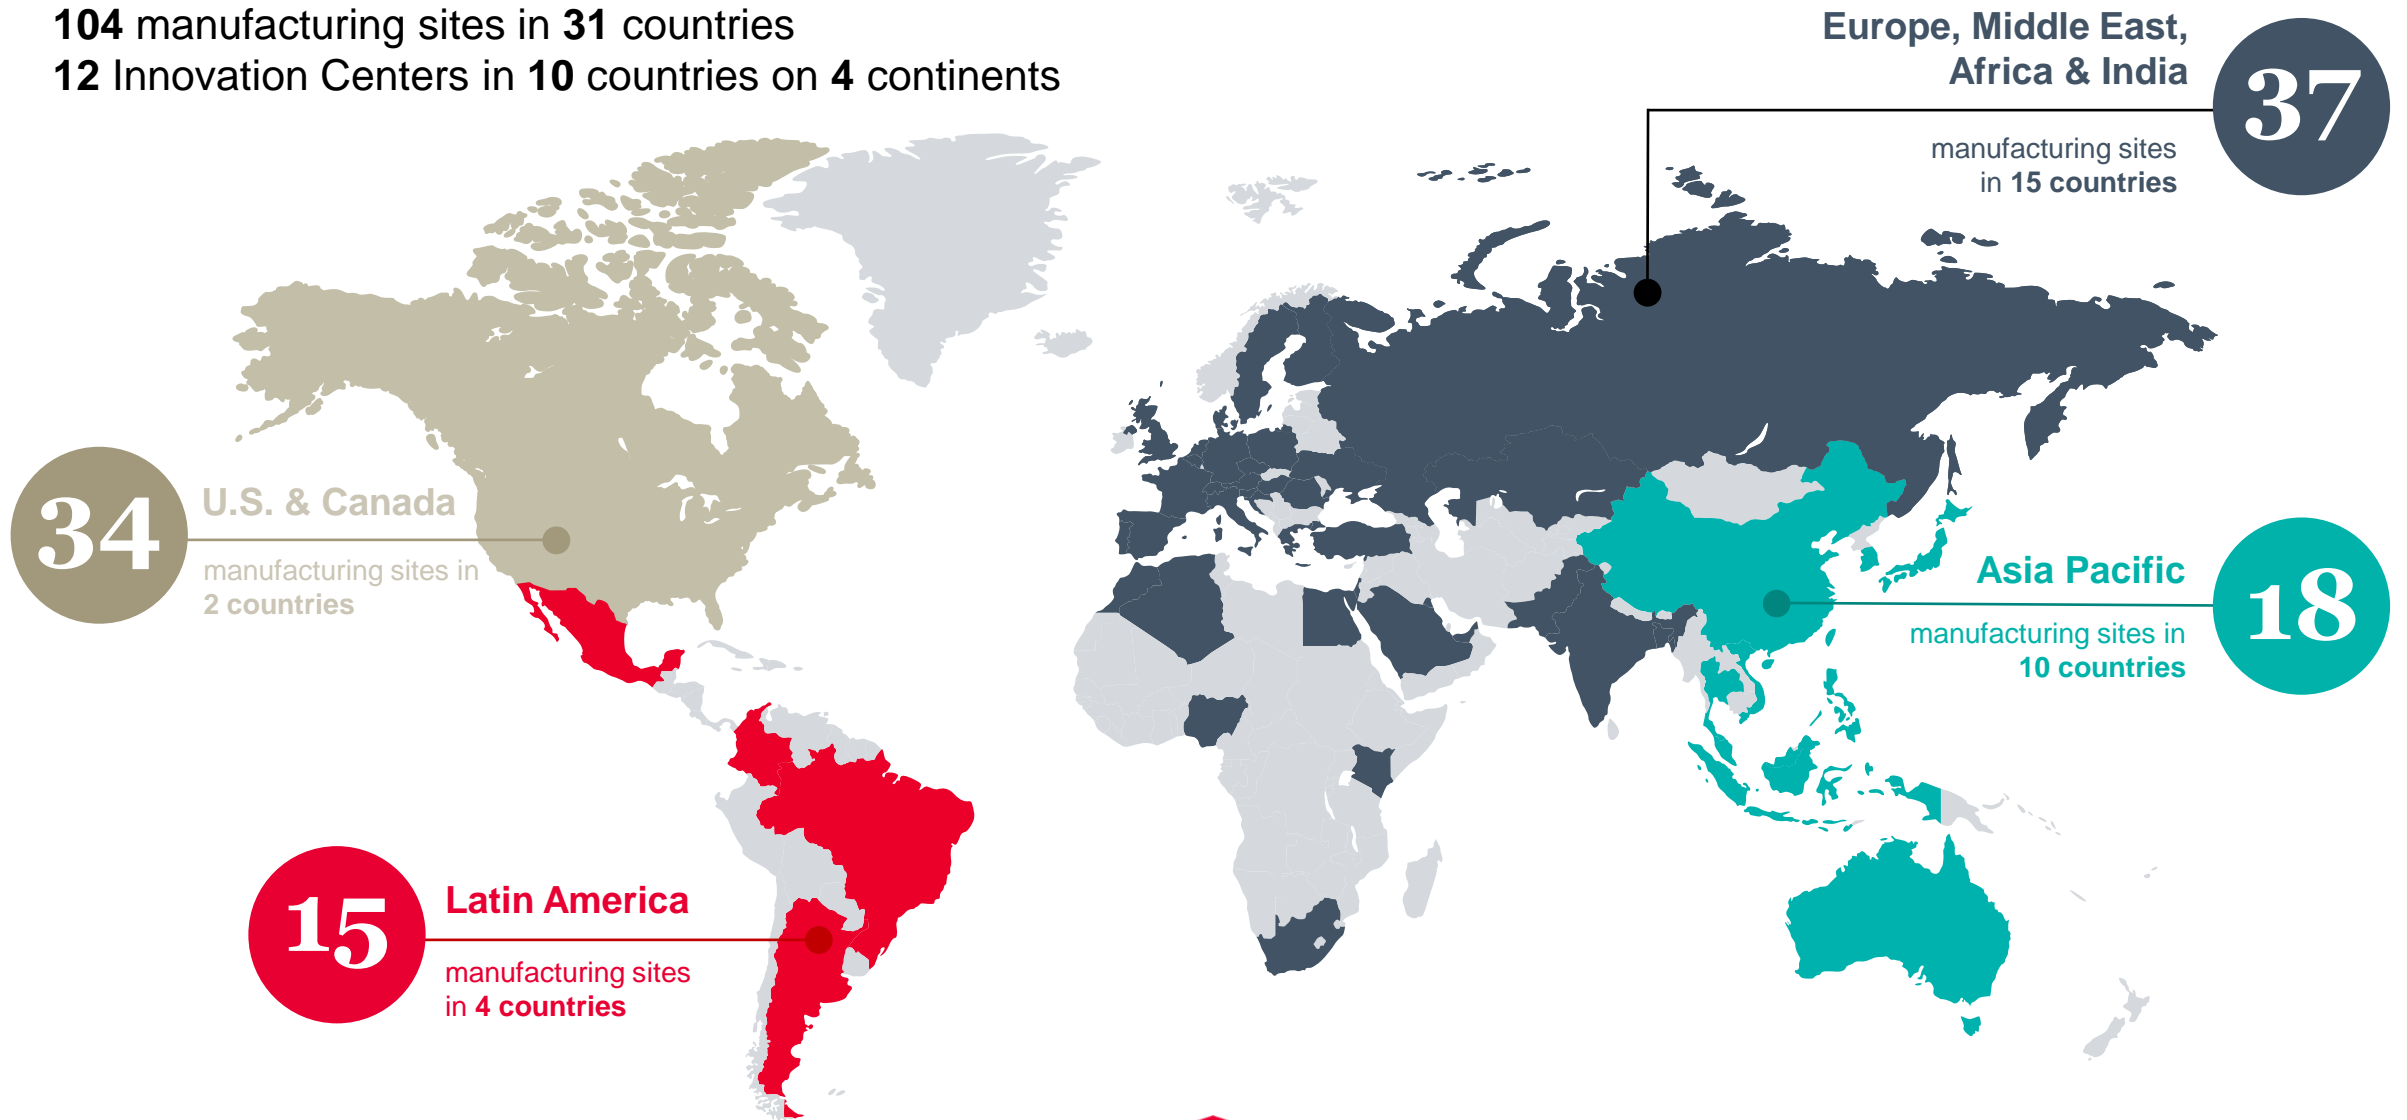 104 manufacturing sites in 31 countries
12 Innovation Centers in 10 countries on 4 continents
Europe, Middle East,
Africa & India
37
manufacturing sites
in 15 countries
34
U.S. & Canada
manufacturing sites in
2 countries
Asia Pacific
18
manufacturing sites in
10 countries
15
Latin America
manufacturing sites
in 4 countries